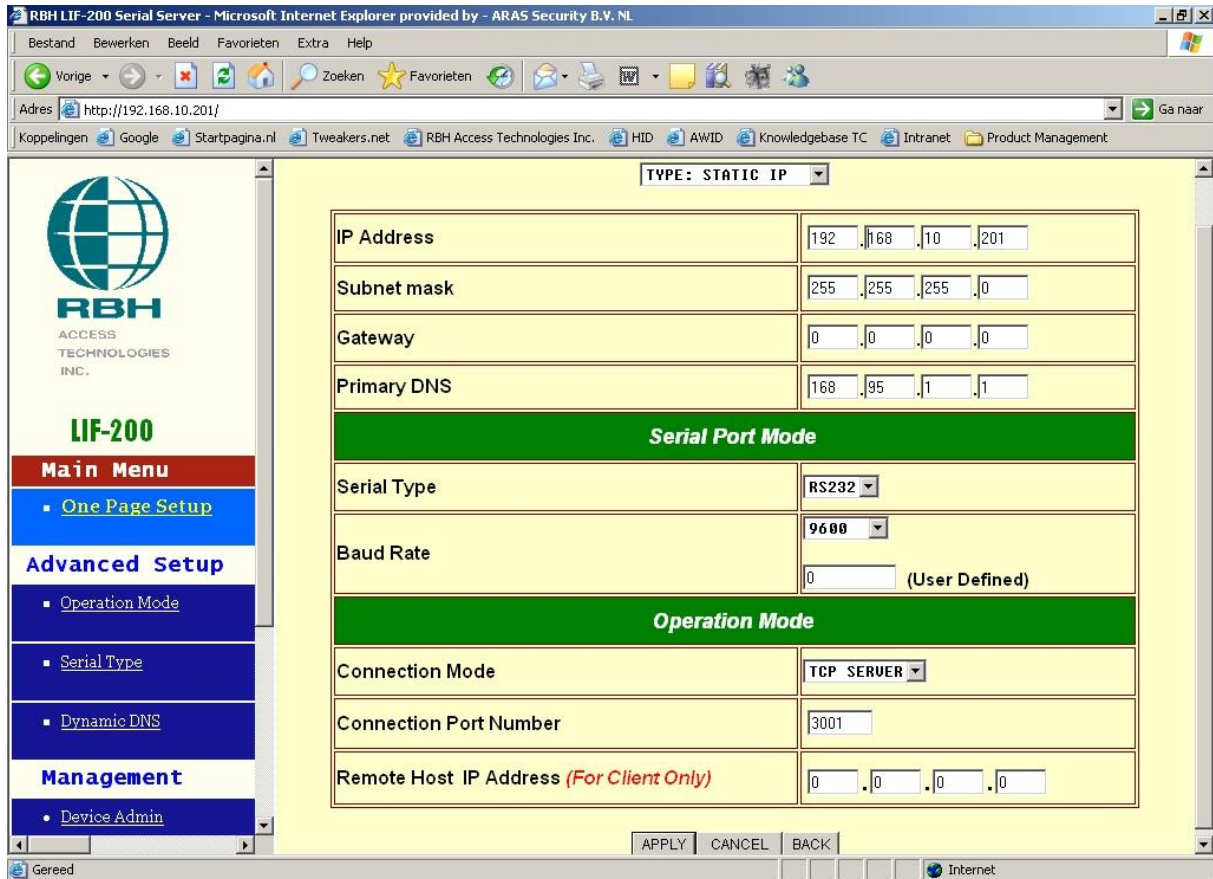 RBH LIF-200 Serial Server - Microsoft Internet Explorer provided by - ARAS Security B.V. NL
Bestand Bewerken Beeld Favorieten Extra Help
Vorige Zoeken Favorieten
Adres http://192.168.10.201/ Ga naar
Koppelingen Google Startpagina.nl Tweakers.net RBH Access Technologies Inc. HID AWID Knowledgebase TC Intranet Product Management
RBH
ACCESS
TECHNOLOGIES
INC.
LIF-200
Main Menu
One Page Setup
Advanced Setup
Operation Mode
Serial Type
Dynamic DNS
Management
Device Admin
TYPE: STATIC IP
IP Address 192 .168 .10 .201
Subnet mask 255 .255 .255 .0
Gateway 0 .0 .0 .0
Primary DNS 168 .95 .1 .1
Serial Port Mode
Serial Type RS232
Baud Rate 9600
0 (User Defined)
Operation Mode
Connection Mode TCP SERVER
Connection Port Number 3001
Remote Host IP Address (For Client Only) 0 .0 .0 .0
APPLY CANCEL BACK
Gereed Internet